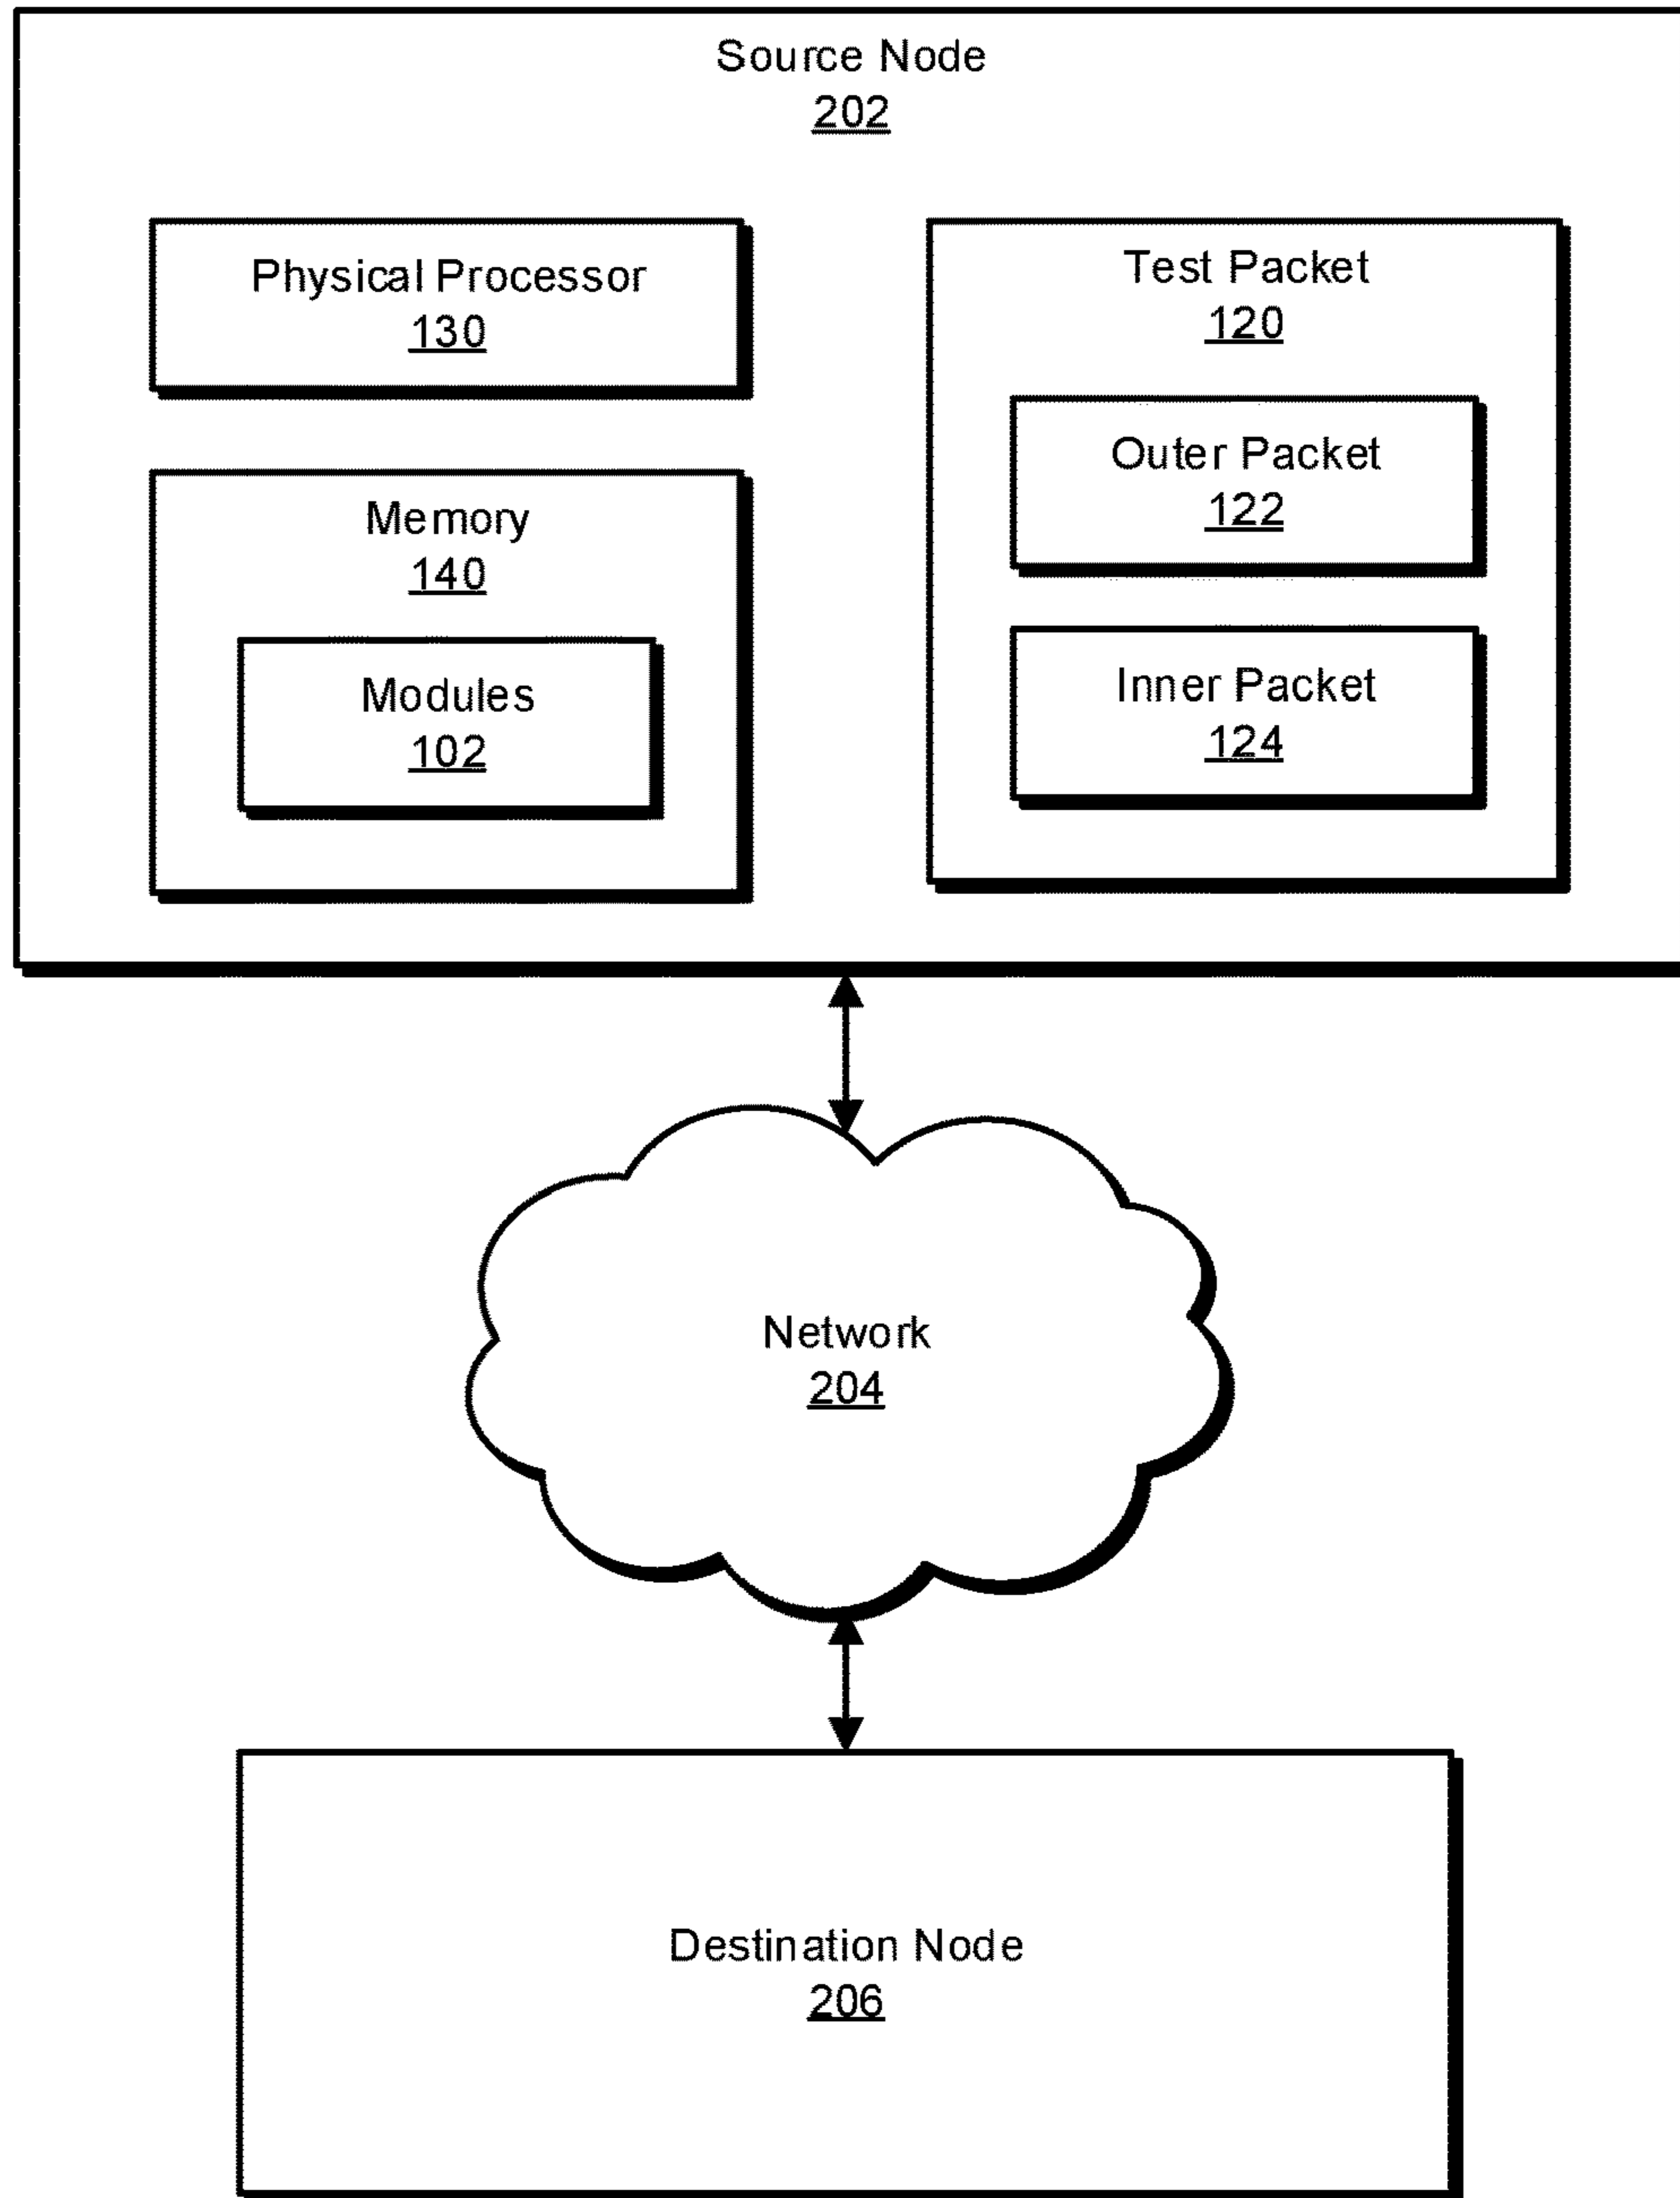 Source Node
202
Physical Processor
130
Memory
140
Modules
102
Test Packet
120
Outer Packet
122
Inner Packet
124
Network
204
Destination Node
206